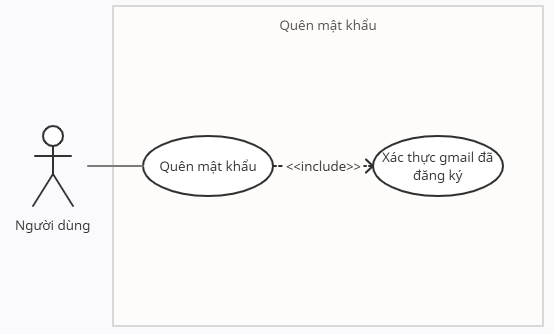 Quên mật khẩu
Quên mật khẩu
<<include>>
Xác thực gmail đã
đăng ký
Người dùng